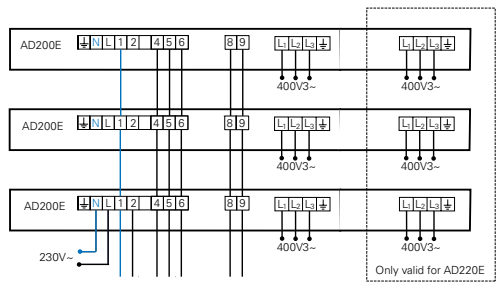 ⏚ N L 1 2 4 5 6 8 9 L1 L2 L3 ⏚ L1 L2 L3 ⏚
AD200E
400V3~ 400V3~
⏚ N L 1 2 4 5 6 8 9 L1 L2 L3 ⏚ L1 L2 L3 ⏚
AD200E
400V3~ 400V3~
⏚ N L 1 2 4 5 6 8 9 L1 L2 L3 ⏚ L1 L2 L3 ⏚
AD200E
400V3~ 400V3~
230V~
Only valid for AD220E